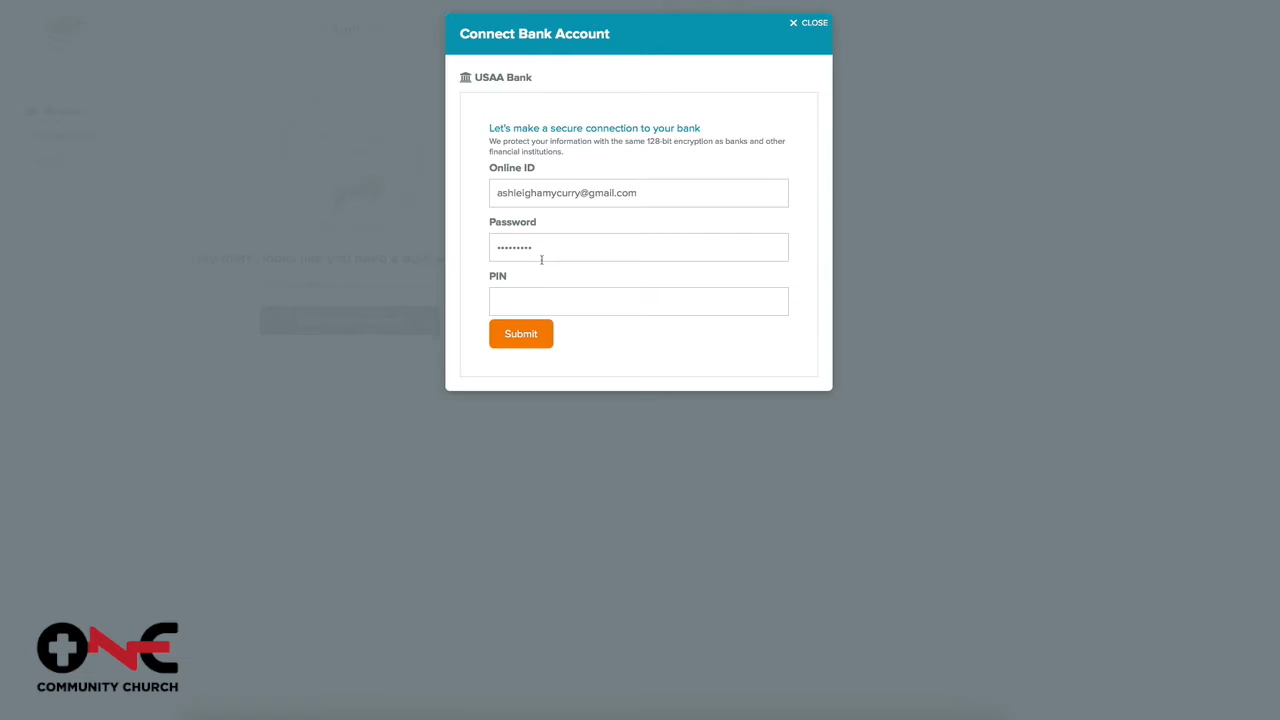 CLOSE
Connect Bank Account
USAA Bank
Let's make a secure connection to your bank
We protect your information with the same 128-bit encryption as banks and other
financial institutions.
Online ID
ashleighamycurry@gmail.com
Password
•••••••••
PIN
Submit
ONE
COMMUNITY CHURCH